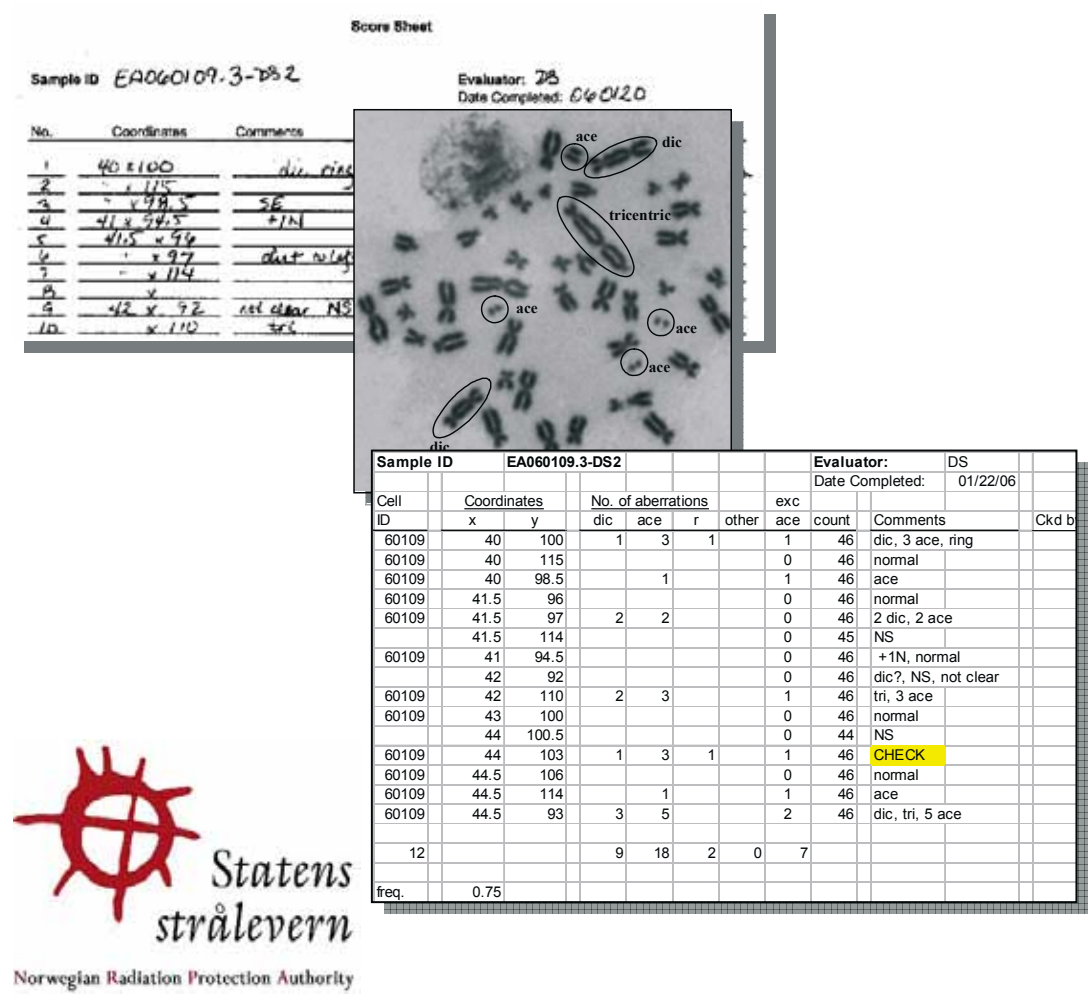 Score Sheet
Sample ID EA060109.3-DS2
Evaluator: DS
Date Completed: 060120
No. Coordinates Comments
1 40 x 100 dic, ring
2 " x 115
3 " x 98.5 SE
4 41 x 94.5 +1N
5 41.5 x 96
6 " x 97
7 " x 114
8 x
9 42 x 92 not clear NS
10 x 110 tri
ace
dic
tricentric
ace
ace
ace
dic
Sample ID EA060109.3-DS2 Evaluator: DS
Date Completed: 01/22/06
Cell Coordinates No. of aberrations exc
ID x y dic ace r other ace count Comments Ckd b
60109 40 100 1 3 1 1 46 dic, 3 ace, ring
60109 40 115 0 46 normal
60109 40 98.5 1 1 46 ace
60109 41.5 96 0 46 normal
60109 41.5 97 2 2 0 46 2 dic, 2 ace
41.5 114 0 45 NS
60109 41 94.5 0 46 +1N, normal
42 92 0 46 dic?, NS, not clear
60109 42 110 2 3 1 46 tri, 3 ace
60109 43 100 0 46 normal
44 100.5 0 44 NS
60109 44 103 1 3 1 1 46 CHECK
60109 44.5 106 0 46 normal
60109 44.5 114 1 1 46 ace
60109 44.5 93 3 5 2 46 dic, tri, 5 ace
12 9 18 2 0 7
freq. 0.75
Statens
strålevern
Norwegian Radiation Protection Authority